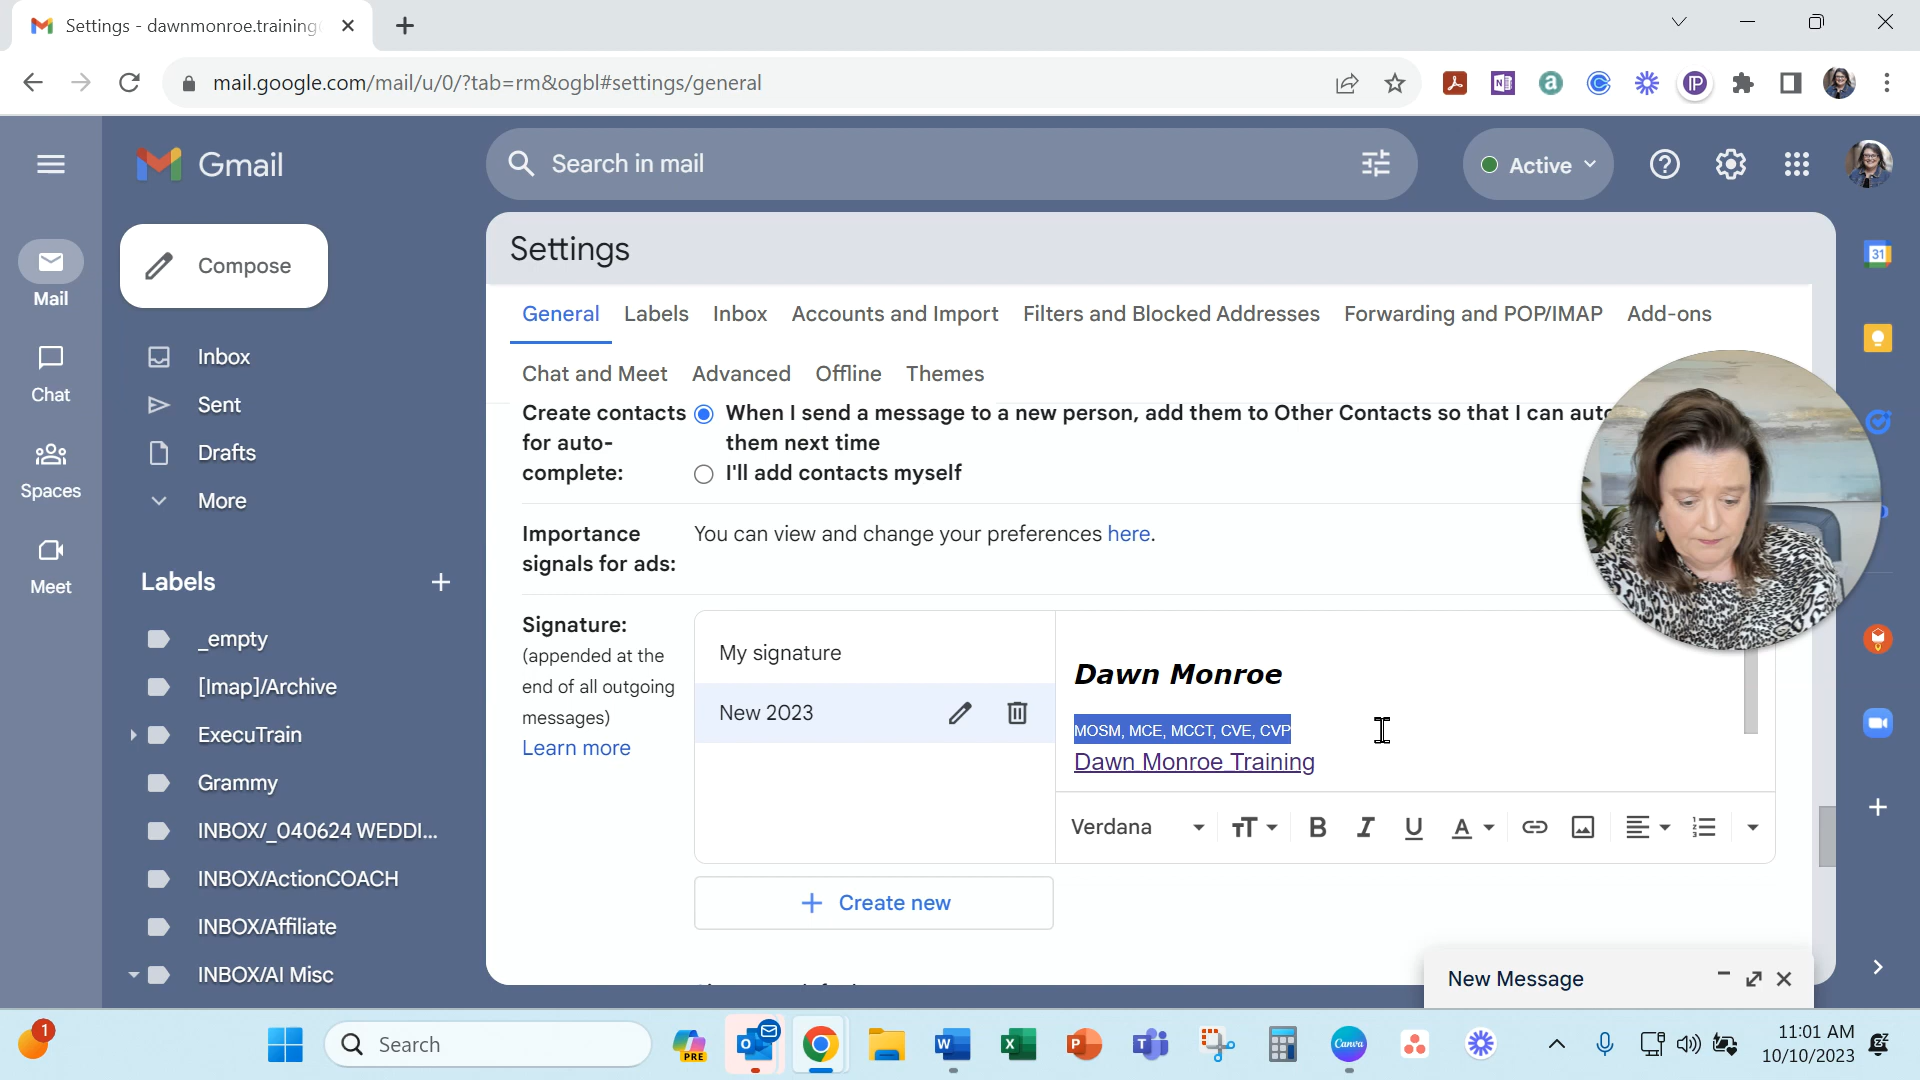 Settings - dawnmonroe.training
mail.google.com/mail/u/0/?tab=rm&ogbl#settings/general
Gmail
Search in mail
Active
Mail
Chat
Spaces
Meet
Compose
Inbox
Sent
Drafts
More
Labels
_empty
[Imap]/Archive
ExecuTrain
Grammy
INBOX/_040624 WEDDI...
INBOX/ActionCOACH
INBOX/Affiliate
INBOX/AI Misc
Settings
General Labels Inbox Accounts and Import Filters and Blocked Addresses Forwarding and POP/IMAP Add-ons
Chat and Meet Advanced Offline Themes
Create contacts for auto-complete:
When I send a message to a new person, add them to Other Contacts so that I can
them next time
I'll add contacts myself
Importance signals for ads:
You can view and change your preferences here.
Signature:
(appended at the
end of all outgoing
messages)
Learn more
My signature
New 2023
Dawn Monroe
MOSM, MCE, MCCT, CVE, CVP
Dawn Monroe Training
Verdana
Create new
New Message
31
1
Search
PRE
Canva
11:01 AM
10/10/2023